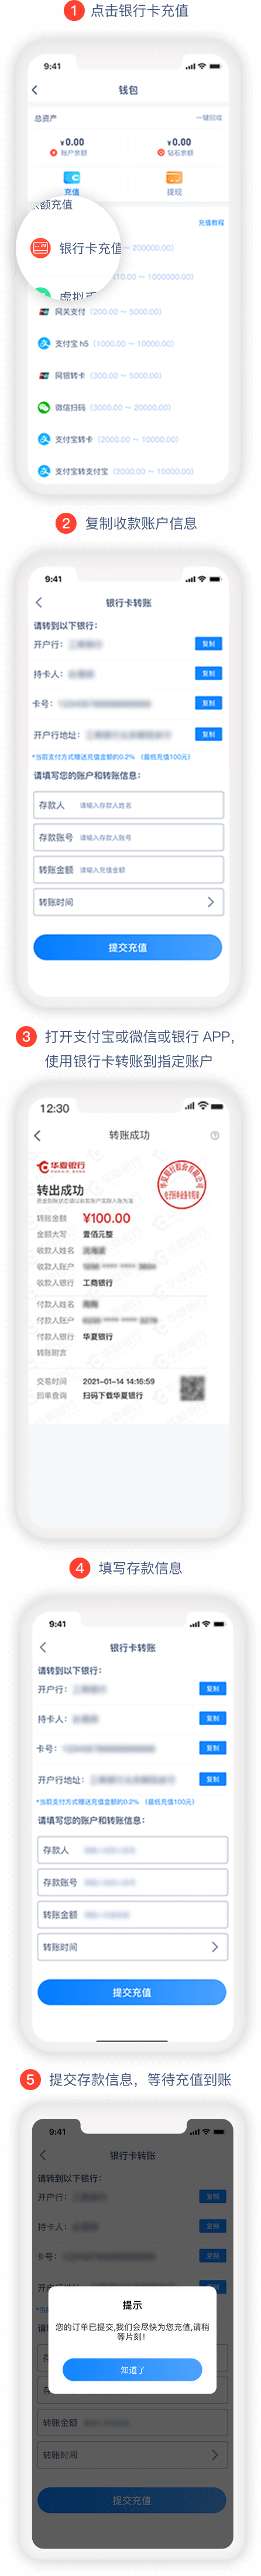 1 点击银行卡充值
9:41
钱包
总资产
一键回收
¥0.00
¥0.00
账户余额
钻石余额
充值
提现
余额充值
充值教程
银行卡充值
~ 200000.00)
(10.00 ~ 1000000.00)
虚拟币
网关支付 (200.00 ~ 5000.00)
支付宝 h5 (1000.00 ~ 10000.00)
网银转卡 (300.00 ~ 5000.00)
微信扫码 (3000.00 ~ 20000.00)
支付宝转卡 (2000.00 ~ 10000.00)
支付宝转支付宝 (2000.00 ~ 10000.00)
2 复制收款账户信息
9:41
银行卡转账
请转到以下银行:
开户行: 复制
持卡人: 复制
卡号: 复制
开户行地址: 复制
*当前支付方式赠送充值金额的0.2% (最低充值100元)
请填写您的账户和转账信息:
存款人 请输入存款人姓名
存款账号 请输入存款人账号
转账金额 请输入充值金额
转账时间
提交充值
3 打开支付宝或微信或银行 APP,
使用银行卡转账到指定账户
12:30
转账成功
华夏银行
转出成功
转账金额 ¥100.00
金额大写 壹佰元整
收款人姓名
收款人账户
收款人银行 工商银行
付款人姓名
付款人账户
付款人银行 华夏银行
转账附言
交易时间 2021-01-14 14:16:59
回单查询 扫码下载华夏银行
4 填写存款信息
9:41
银行卡转账
请转到以下银行:
开户行: 复制
持卡人: 复制
卡号: 复制
开户行地址: 复制
*当前支付方式赠送充值金额的0.2% (最低充值100元)
请填写您的账户和转账信息:
存款人
存款账号
转账金额
转账时间
提交充值
5 提交存款信息，等待充值到账
9:41
银行卡转账
请转到以下银行:
开户行: 复制
持卡人: 复制
卡号: 复制
提示
您的订单已提交,我们会尽快为您充值,请稍
等片刻！
知道了
转账金额
转账时间
提交充值